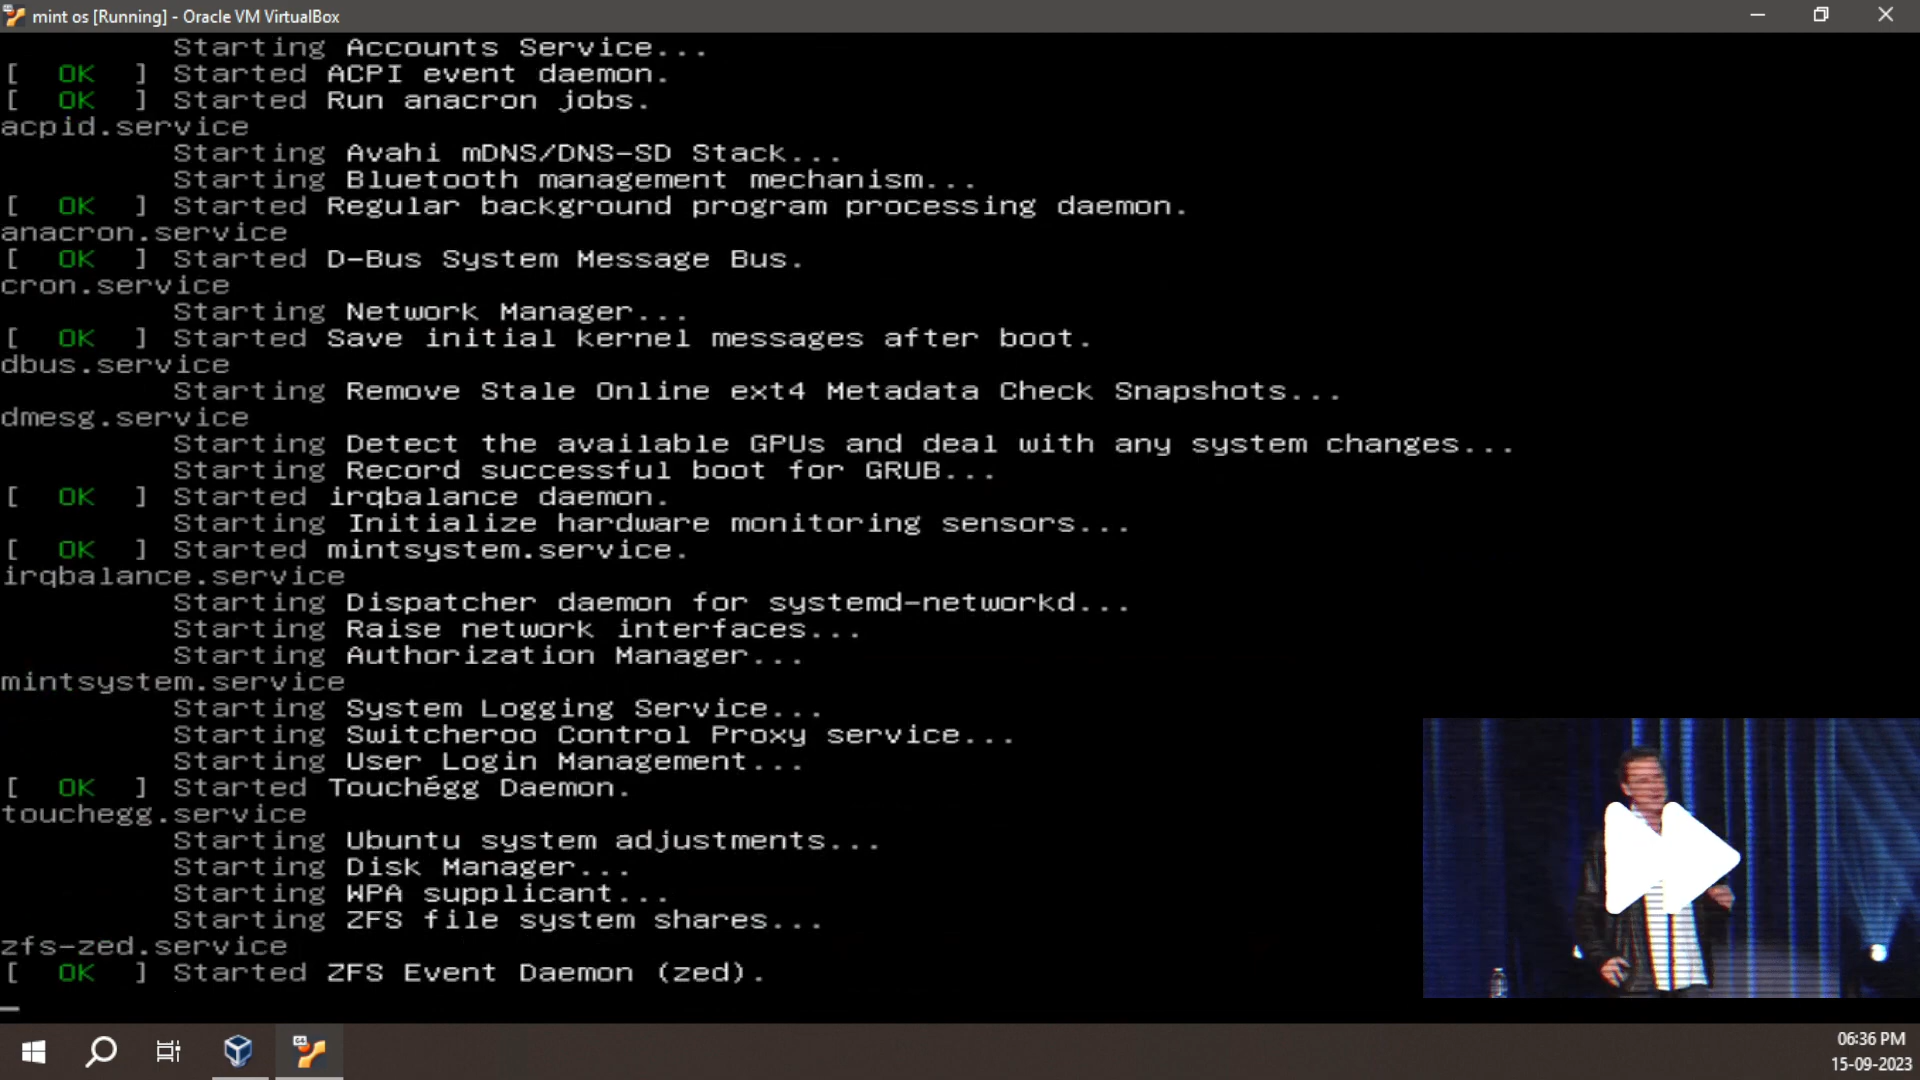 mint os [Running] - Oracle VM VirtualBox
Starting Accounts Service...
[ OK ] Started ACPI event daemon.
[ OK ] Started Run anacron jobs.
acpid.service
Starting Avahi mDNS/DNS-SD Stack...
Starting Bluetooth management mechanism...
[ OK ] Started Regular background program processing daemon.
anacron.service
[ OK ] Started D-Bus System Message Bus.
cron.service
Starting Network Manager...
[ OK ] Started Save initial kernel messages after boot.
dbus.service
Starting Remove Stale Online ext4 Metadata Check Snapshots...
dmesg.service
Starting Detect the available GPUs and deal with any system changes...
Starting Record successful boot for GRUB...
[ OK ] Started irqbalance daemon.
Starting Initialize hardware monitoring sensors...
[ OK ] Started mintsystem.service.
irqbalance.service
Starting Dispatcher daemon for systemd-networkd...
Starting Raise network interfaces...
Starting Authorization Manager...
mintsystem.service
Starting System Logging Service...
Starting Switcheroo Control Proxy service...
Starting User Login Management...
[ OK ] Started Touchégg Daemon.
touchegg.service
Starting Ubuntu system adjustments...
Starting Disk Manager...
Starting WPA supplicant...
Starting ZFS file system shares...
zfs-zed.service
[ OK ] Started ZFS Event Daemon (zed).
64
06:36 PM
15-09-2023